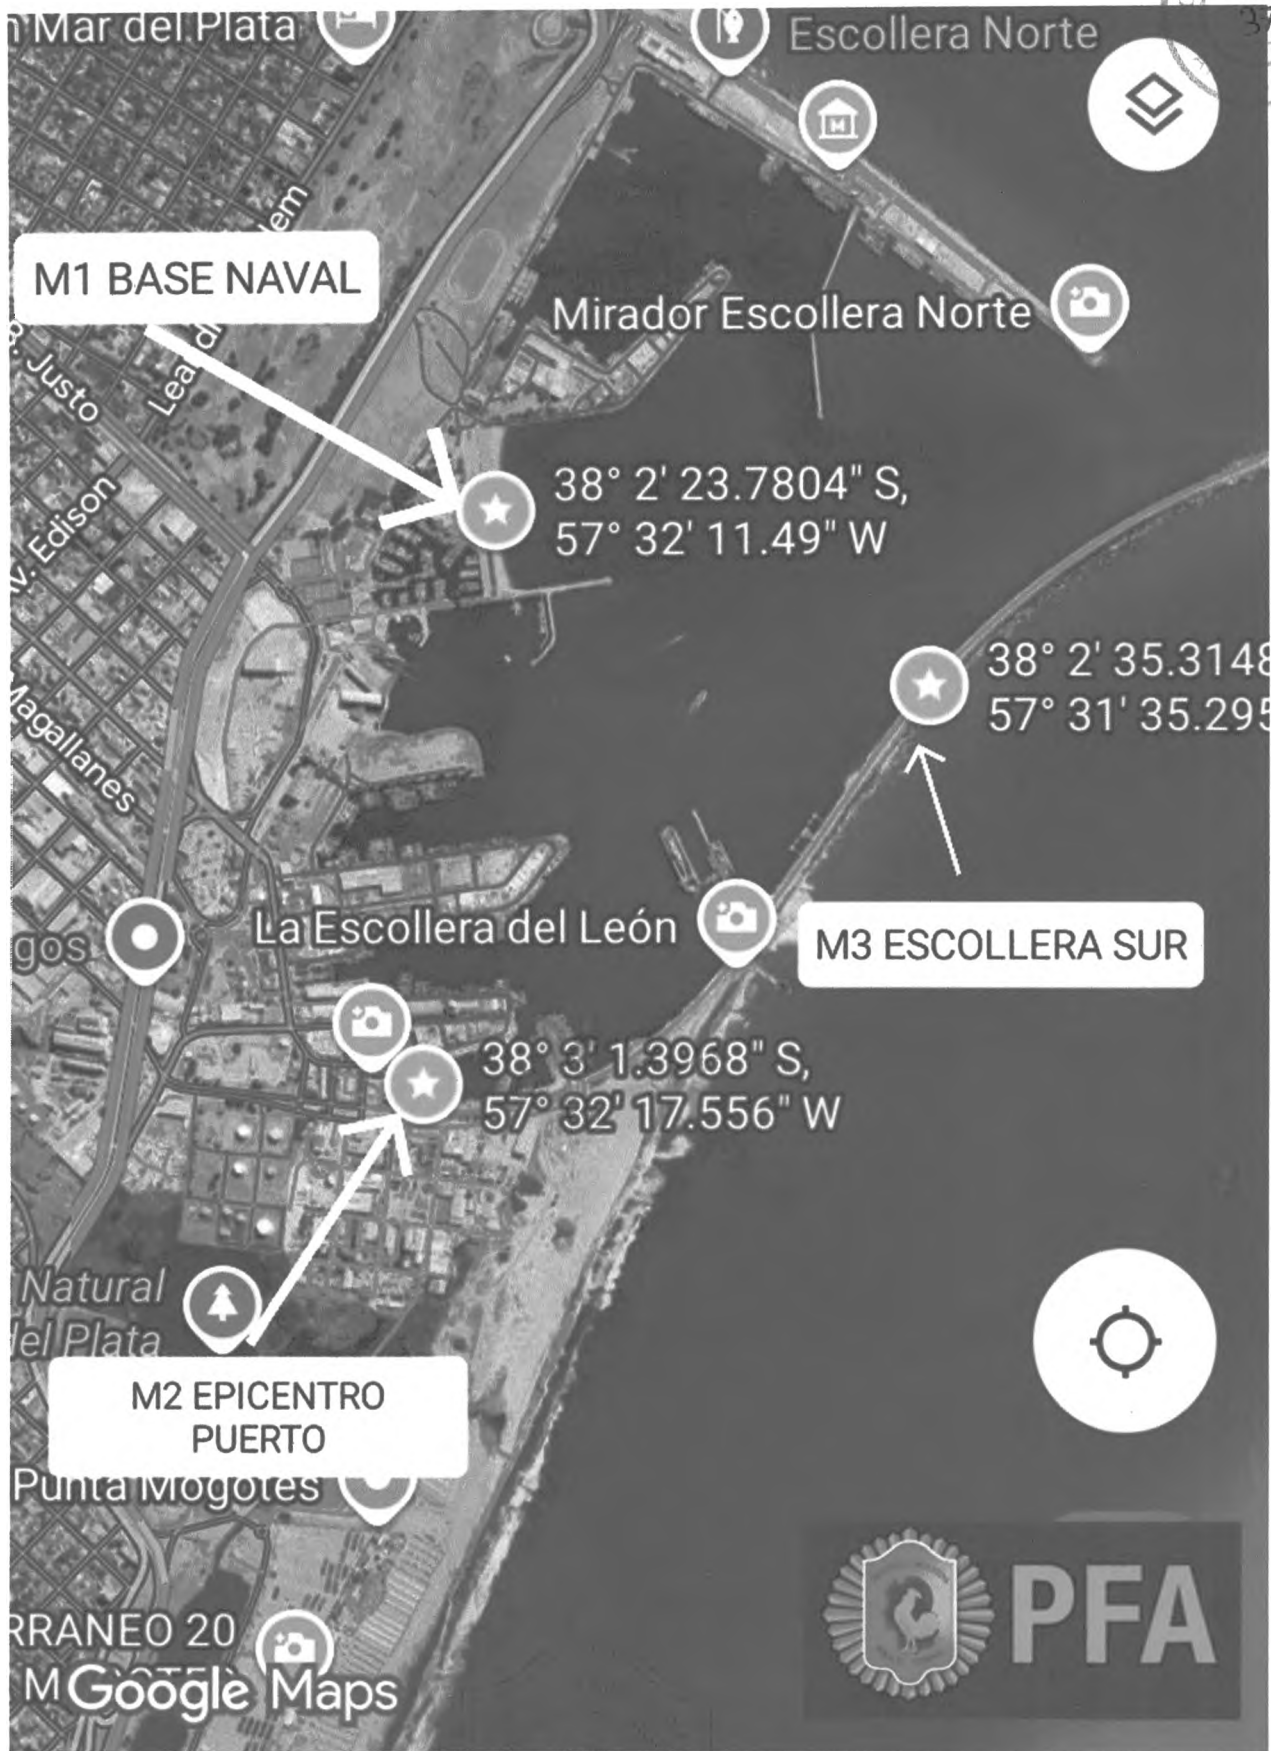 Mar del Plata
Escollera Norte
M1 BASE NAVAL
Mirador Escollera Norte
Justo
Edison
38° 2' 23.7804" S,
57° 32' 11.49" W
38° 2' 35.3148
57° 31' 35.295
Magallanes
gos
La Escollera del León
M3 ESCOLLERA SUR
38° 3' 1.3968" S,
57° 32' 17.556" W
Natural
del Plata
M2 EPICENTRO
PUERTO
Punta Mogotes
RRANEO 20
M
Google Maps
PFA